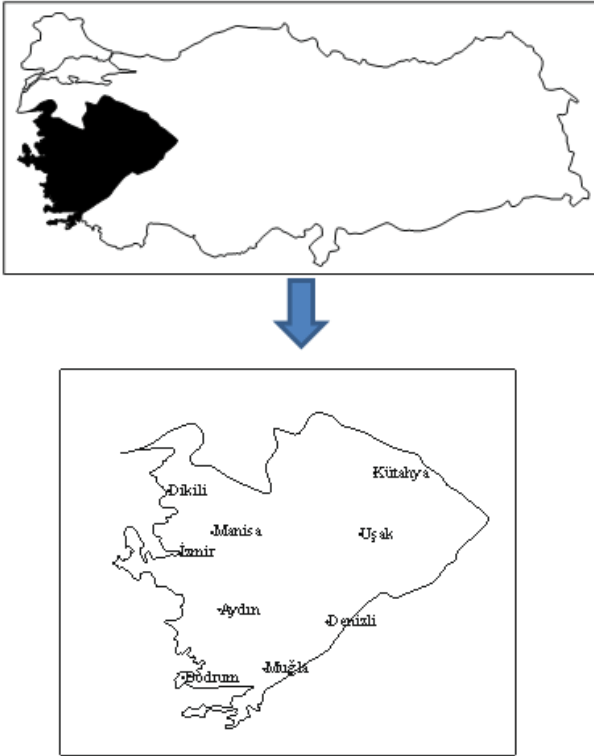 Kütahya
Dikili
Manisa
Uşak
İzmir
Aydın
Denizli
Muğla
Bodrum